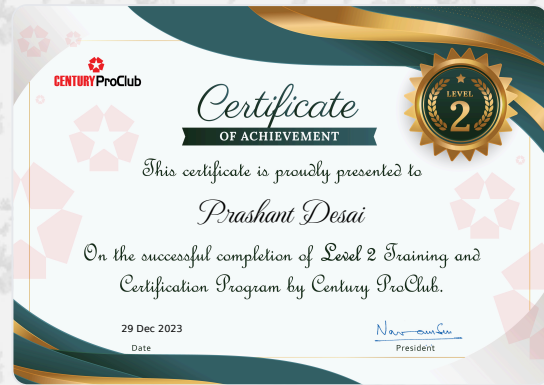 CENTURY ProClub
LEVEL
2
Certificate
OF ACHIEVEMENT
This certificate is proudly presented to
Prashant Desai
On the successful completion of Level 2 Training and
Certification Program by Century ProClub.
29 Dec 2023
Date
President